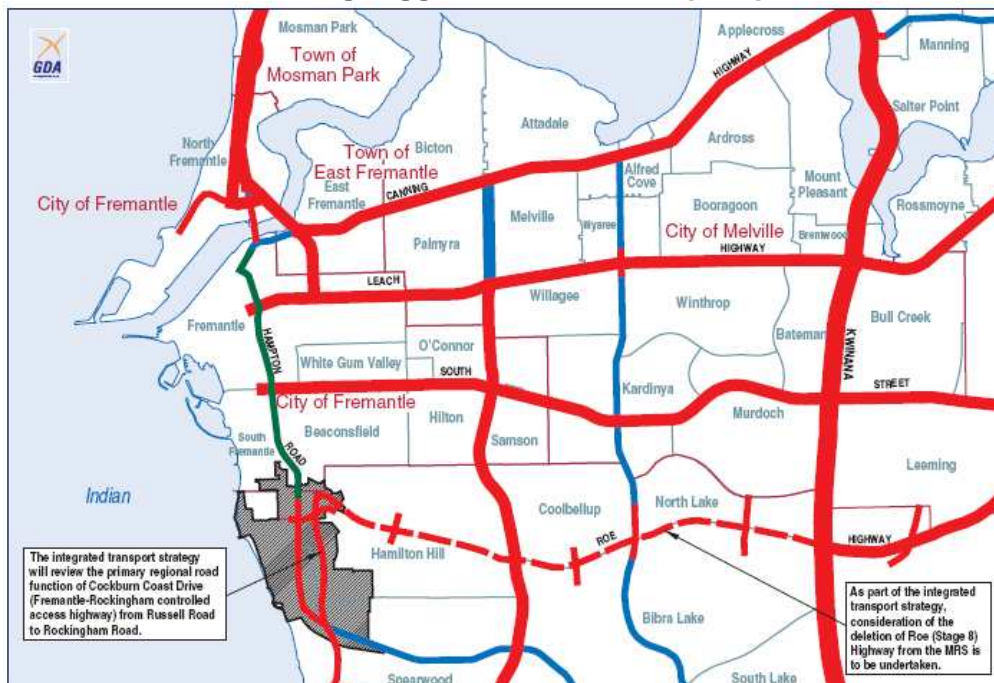 GDA
Mosman Park
Town of
Mosman Park
Applecross
Manning
HIGHWAY
Salter Point
North
Fremantle
Attadale
Bicton
Town of
East Fremantle
Ardross
Alfred
Cove
East
Fremantle
CANNING
Mount
Pleasant
City of Fremantle
Booragoon
Rossmoyne
Melville
Myaree
City of Melville
Brentwood
Palmyra
HIGHWAY
LEACH
Willagee
Winthrop
Bull Creek
Fremantle
HAMPTON
Bateman
KWINANA
O'Connor
White Gum Valley
SOUTH
Kardinya
STREET
City of Fremantle
Hilton
Murdoch
Beaconsfield
Samson
South
Fremantle
ROAD
Leeming
Indian
Coolbellup
North Lake
ROE
HIGHWAY
Hamilton Hill
The integrated transport strategy
will review the primary regional road
function of Cockburn Coast Drive
(Fremantle-Rockingham controlled
access highway) from Russell Road
to Rockingham Road.
As part of the integrated
transport strategy,
consideration of the
deletion of Roe (Stage 8)
Highway from the MRS is
to be undertaken.
Bibra Lake
Spearwood
South Lake